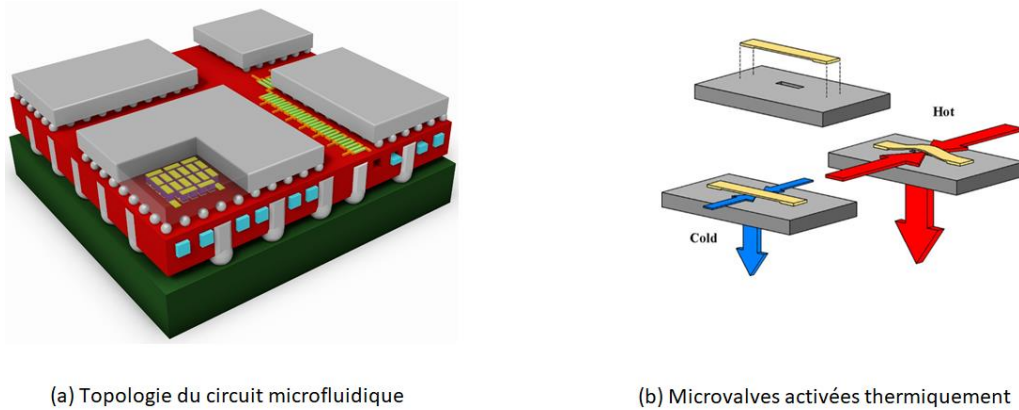 Hot
Cold
(a) Topologie du circuit microfluidique
(b) Microvalves activées thermiquement